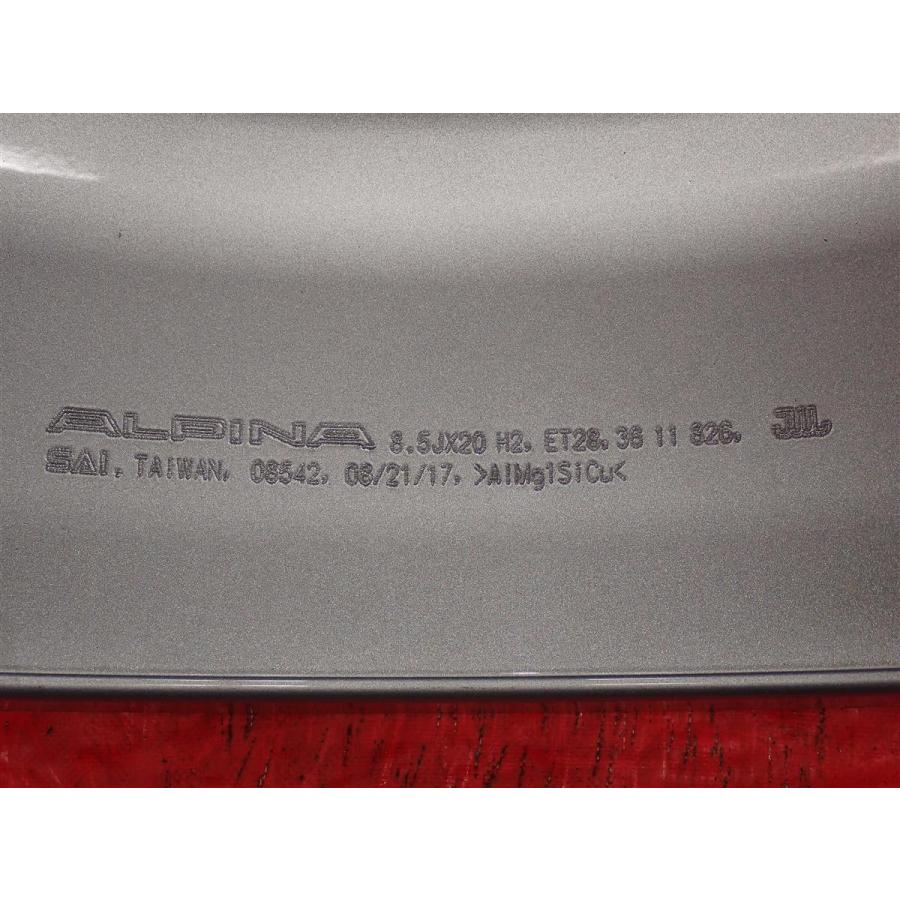 ALPINA 8.5JX20 H2, ET28, 36 11 826, JWL
SAI, TAIWAN, 08542, 08/21/17, >AlMg1SiCu<